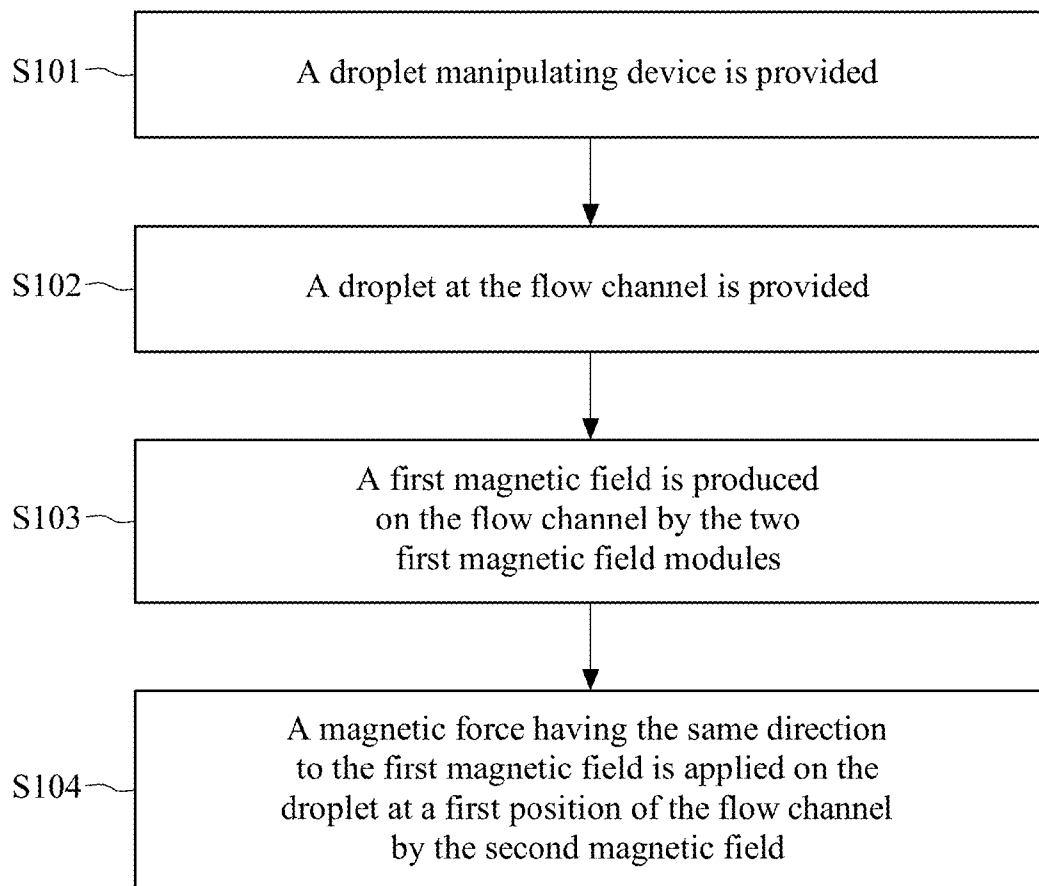 S101
A droplet manipulating device is provided
S102
A droplet at the flow channel is provided
S103
A first magnetic field is produced
on the flow channel by the two
first magnetic field modules
S104
A magnetic force having the same direction
to the first magnetic field is applied on the
droplet at a first position of the flow channel
by the second magnetic field